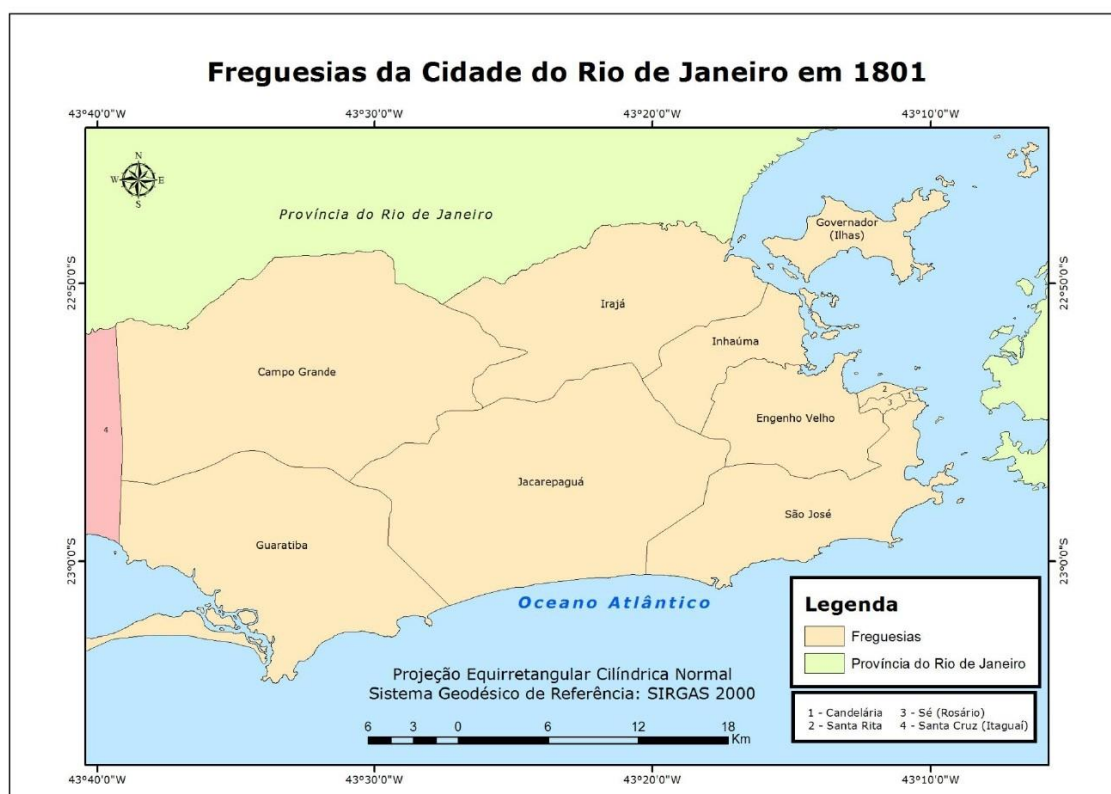 Freguesias da Cidade do Rio de Janeiro em 1801
43°40'0"W
43°30'0"W
43°20'0"W
43°10'0"W
N
W
E
S
Província do Rio de Janeiro
Governador
(Ilhas)
22°50'0"S
22°50'0"S
Irajá
Inhaúma
Campo Grande
2
1
3
Engenho Velho
4
Jacarepaguá
São José
Guaratiba
23°0'0"S
23°0'0"S
Oceano Atlântico
Legenda
Freguesias
Província do Rio de Janeiro
Projeção Equirretangular Cilíndrica Normal
Sistema Geodésico de Referência: SIRGAS 2000
1 - Candelária 3 - Sé (Rosário)
2 - Santa Rita 4 - Santa Cruz (Itaguaí)
6 3 0 6 12 18
Km
43°40'0"W
43°30'0"W
43°20'0"W
43°10'0"W